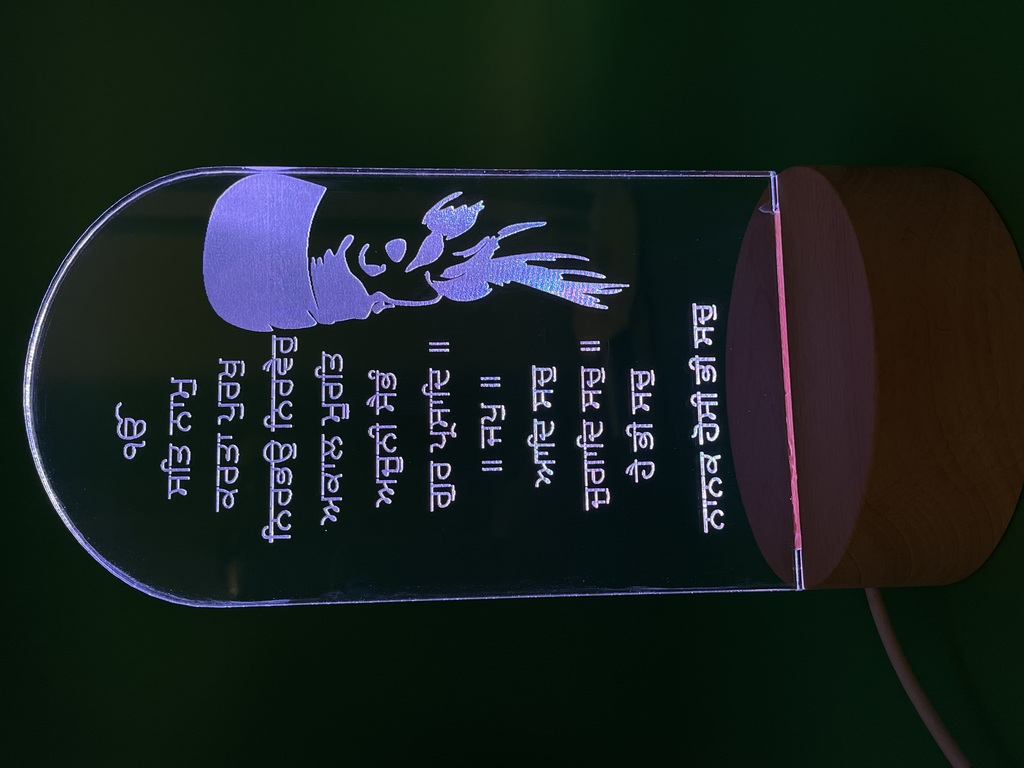 ੴ
ਸਤਿ ਨਾਮੁ
ਕਰਤਾ ਪੁਰਖੁ
ਨਿਰਭਉ ਨਿਰਵੈਰੁ
ਅਕਾਲ ਮੂਰਤਿ
ਅਜੂਨੀ ਸੈਭੰ
ਗੁਰ ਪ੍ਰਸਾਦਿ ॥
॥ ਜਪੁ ॥
ਆਦਿ ਸਚੁ
ਜੁਗਾਦਿ ਸਚੁ ॥
ਹੈ ਭੀ ਸਚੁ
ਨਾਨਕ ਹੋਸੀ ਭੀ ਸਚੁ